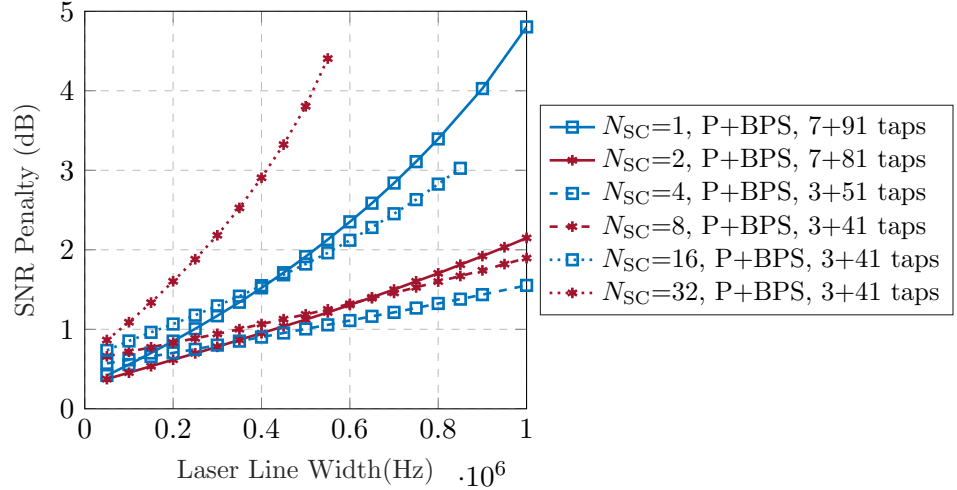 5
4
3
2
1
0
SNR Penalty (dB)
0
0.2
0.4
0.6
0.8
1
Laser Line Width(Hz)
·10^6
N_SC=1, P+BPS, 7+91 taps
N_SC=2, P+BPS, 7+81 taps
N_SC=4, P+BPS, 3+51 taps
N_SC=8, P+BPS, 3+41 taps
N_SC=16, P+BPS, 3+41 taps
N_SC=32, P+BPS, 3+41 taps